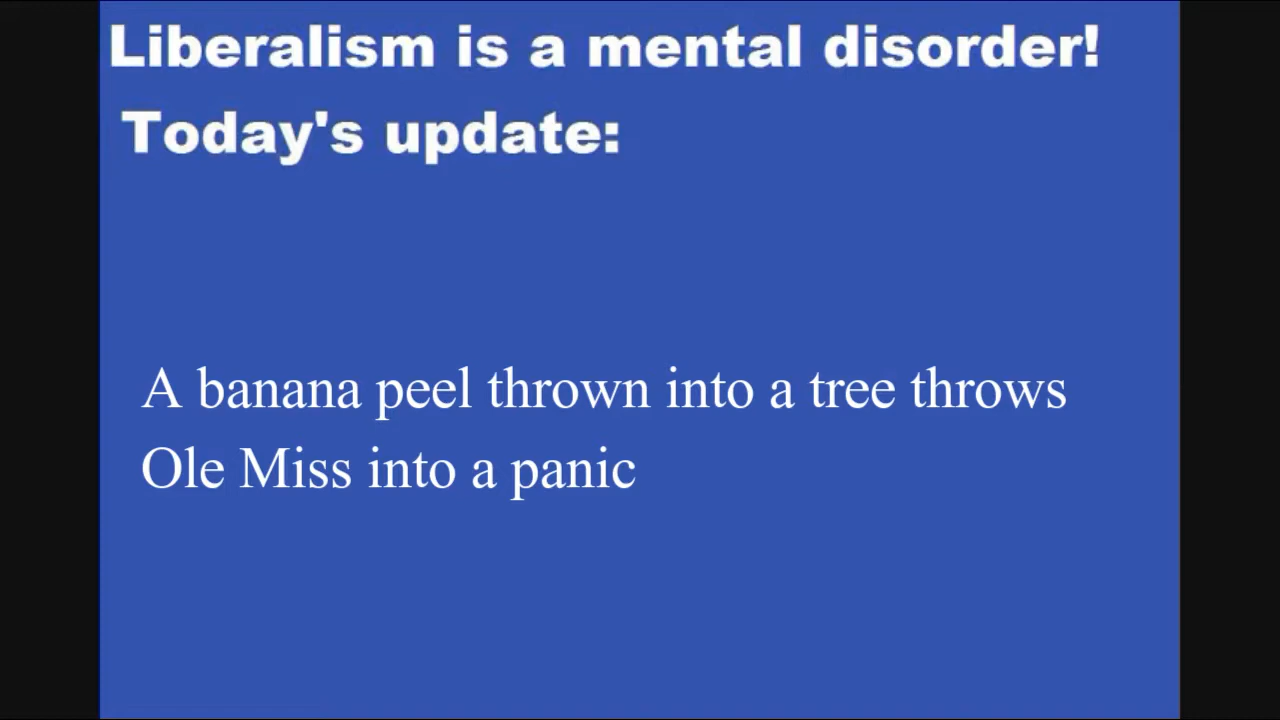 Liberalism is a mental disorder!
Today's update:
A banana peel thrown into a tree throws
Ole Miss into a panic